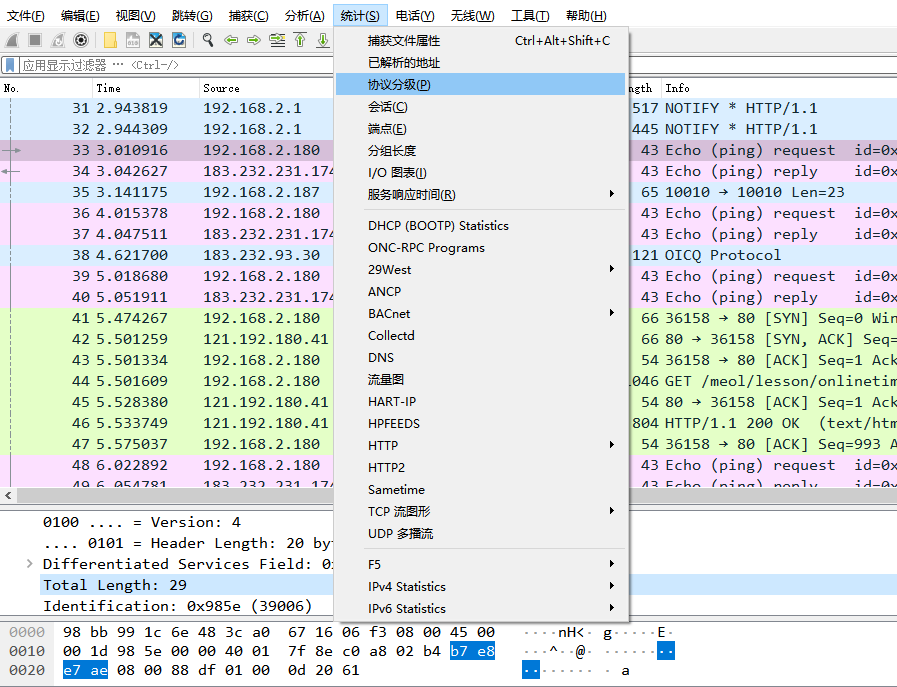 文件(F) 编辑(E) 视图(V) 跳转(G) 捕获(C) 分析(A) 统计(S) 电话(Y) 无线(W) 工具(T) 帮助(H)
应用显示过滤器 ··· <Ctrl-/>
No. Time Source ngth Info
31 2.943819 192.168.2.1 517 NOTIFY * HTTP/1.1
32 2.944309 192.168.2.1 445 NOTIFY * HTTP/1.1
33 3.010916 192.168.2.180 43 Echo (ping) request id=0x
34 3.042627 183.232.231.174 43 Echo (ping) reply id=0x
35 3.141175 192.168.2.187 65 10010 → 10010 Len=23
36 4.015378 192.168.2.180 43 Echo (ping) request id=0x
37 4.047511 183.232.231.174 43 Echo (ping) reply id=0x
38 4.621700 183.232.93.30 121 OICQ Protocol
39 5.018680 192.168.2.180 43 Echo (ping) request id=0x
40 5.051911 183.232.231.174 43 Echo (ping) reply id=0x
41 5.474267 192.168.2.180 66 36158 → 80 [SYN] Seq=0 Win
42 5.501259 121.192.180.41 66 80 → 36158 [SYN, ACK] Seq=
43 5.501334 192.168.2.180 54 36158 → 80 [ACK] Seq=1 Ack
44 5.501609 192.168.2.180 1046 GET /meol/lesson/onlinetim
45 5.528380 121.192.180.41 54 80 → 36158 [ACK] Seq=1 Ack
46 5.533749 121.192.180.41 804 HTTP/1.1 200 OK (text/htm
47 5.575037 192.168.2.180 54 36158 → 80 [ACK] Seq=993 A
48 6.022892 192.168.2.180 43 Echo (ping) request id=0x
49 6.054781 183.232.231.174 43 Echo (ping) reply id=0x
捕获文件属性 Ctrl+Alt+Shift+C
已解析的地址
协议分级(P)
会话(C)
端点(E)
分组长度
I/O 图表(I)
服务响应时间(R)
DHCP (BOOTP) Statistics
ONC-RPC Programs
29West
ANCP
BACnet
Collectd
DNS
流量图
HART-IP
HPFEEDS
HTTP
HTTP2
Sametime
TCP 流图形
UDP 多播流
F5
IPv4 Statistics
IPv6 Statistics
0100 .... = Version: 4
.... 0101 = Header Length: 20 by
Differentiated Services Field: 0x
Total Length: 29
Identification: 0x985e (39006)
0000 98 bb 99 1c 6e 48 3c a0 67 16 06 f3 08 00 45 00 ····nH<· g·····E·
0010 00 1d 98 5e 00 00 40 01 7f 8e c0 a8 02 b4 b7 e8 ···^··@· ········
0020 e7 ae 08 00 88 df 01 00 0d 20 61 ········ · a